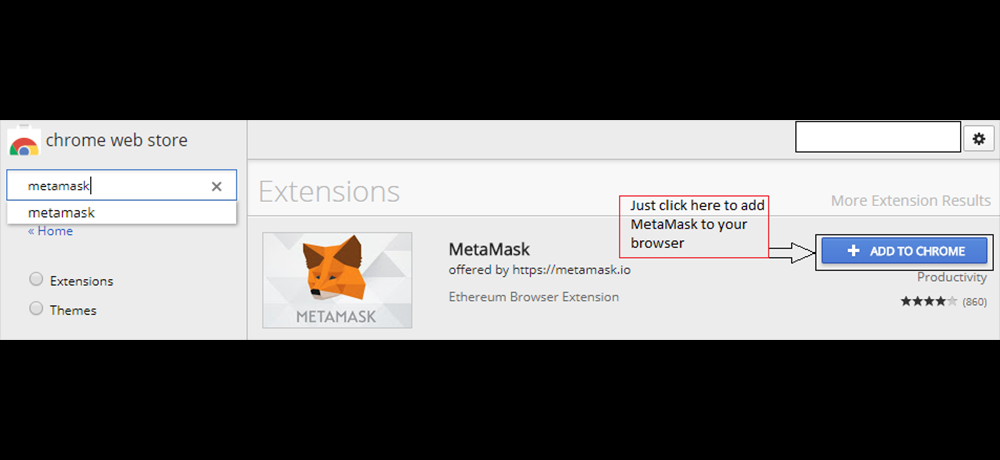 chrome web store
metamask
metamask
« Home
Extensions
Themes
Extensions
More Extension Results
Just click here to add
MetaMask to your
browser
METAMASK
MetaMask
offered by https://metamask.io
Ethereum Browser Extension
+ ADD TO CHROME
Productivity
(860)